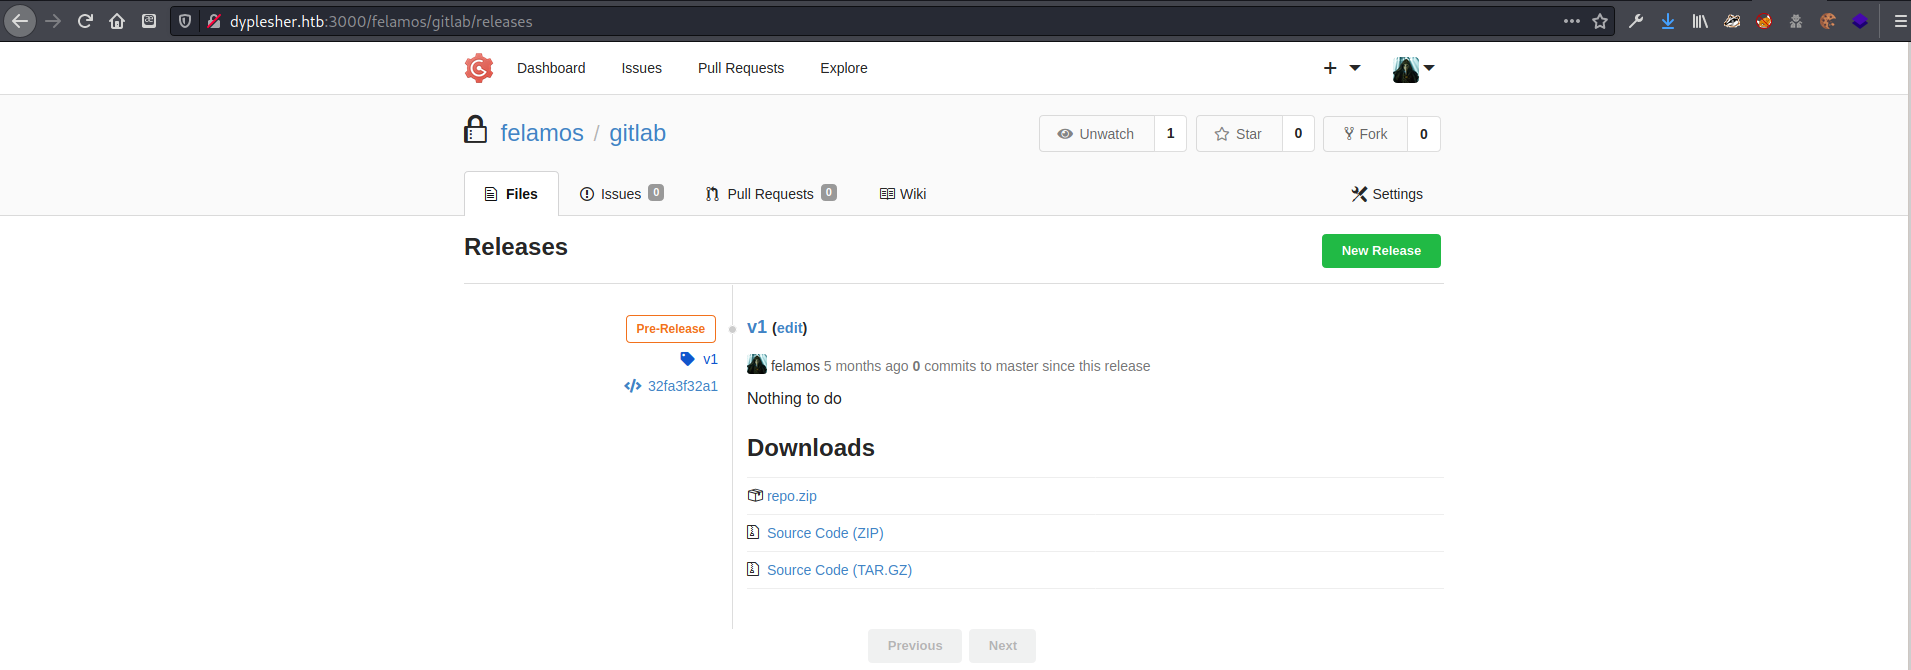 dyplesher.htb:3000/felamos/gitlab/releases
Dashboard Issues Pull Requests Explore
felamos / gitlab
Unwatch 1 Star 0 Fork 0
Files Issues 0 Pull Requests 0 Wiki Settings
Releases
New Release
Pre-Release
v1
32fa3f32a1
v1 (edit)
felamos 5 months ago 0 commits to master since this release
Nothing to do
Downloads
repo.zip
Source Code (ZIP)
Source Code (TAR.GZ)
Previous Next